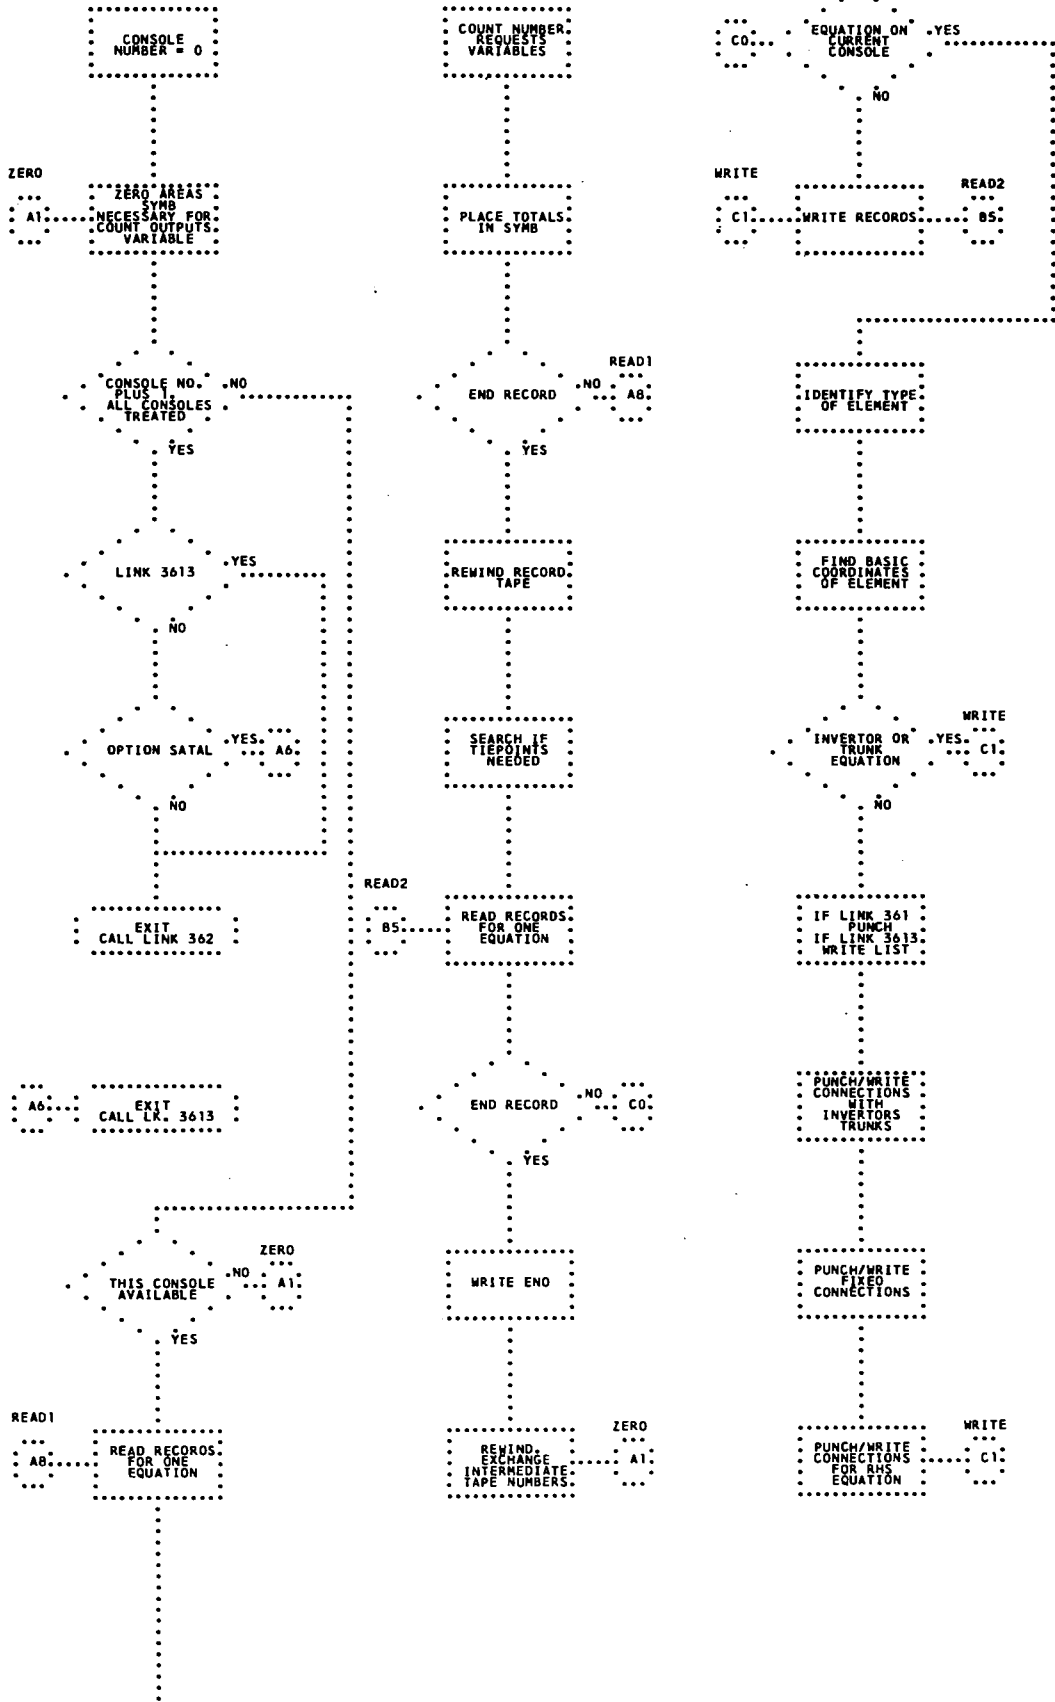 CONSOLE
NUMBER = 0
ZERO
A1
ZERO AREAS
SYMB
NECESSARY FOR
COUNT OUTPUTS
VARIABLE
CONSOLE NO.
PLUS 1.
ALL CONSOLES
TREATED
NO
YES
LINK 3613
YES
NO
OPTION SATAL
YES
A6
NO
EXIT
CALL LINK 362
A6
EXIT
CALL LK. 3613
THIS CONSOLE
AVAILABLE
NO
ZERO
A1
YES
READ1
A8
READ RECORDS
FOR ONE
EQUATION
COUNT NUMBER
REQUESTS
VARIABLES
PLACE TOTALS
IN SYMB
END RECORD
NO
READ1
A8
YES
REWIND RECORD
TAPE
SEARCH IF
TIEPOINTS
NEEDED
READ2
B5
READ RECORDS
FOR ONE
EQUATION
END RECORD
NO
C0
YES
WRITE ENO
REWIND.
EXCHANGE
INTERMEDIATE
TAPE NUMBERS
ZERO
A1
C0
EQUATION ON
CURRENT
CONSOLE
YES
NO
WRITE
C1
WRITE RECORDS
READ2
B5
IDENTIFY TYPE
OF ELEMENT
FIND BASIC
COORDINATES
OF ELEMENT
INVERTOR OR
TRUNK
EQUATION
YES
WRITE
C1
NO
IF LINK 361
PUNCH
IF LINK 3613
WRITE LIST
PUNCH/WRITE
CONNECTIONS
WITH
INVERTORS
TRUNKS
PUNCH/WRITE
FIXED
CONNECTIONS
PUNCH/WRITE
CONNECTIONS
FOR RHS
EQUATION
WRITE
C1